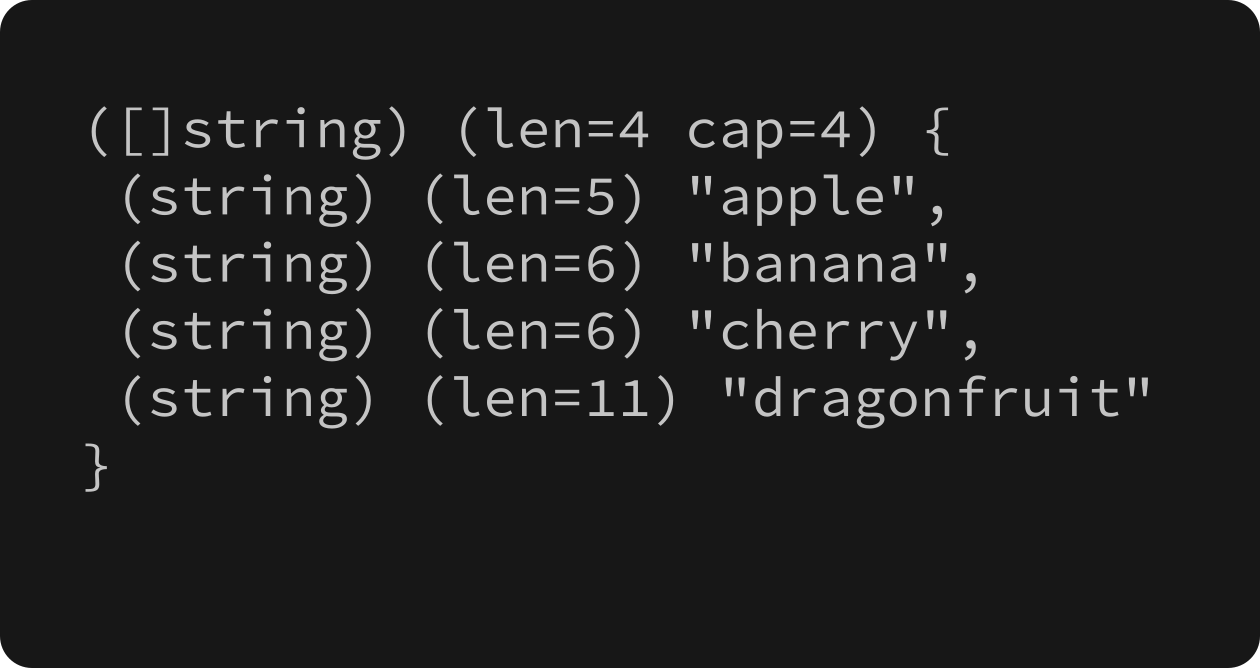 ([]string) (len=4 cap=4) {
 (string) (len=5) "apple",
 (string) (len=6) "banana",
 (string) (len=6) "cherry",
 (string) (len=11) "dragonfruit"
}